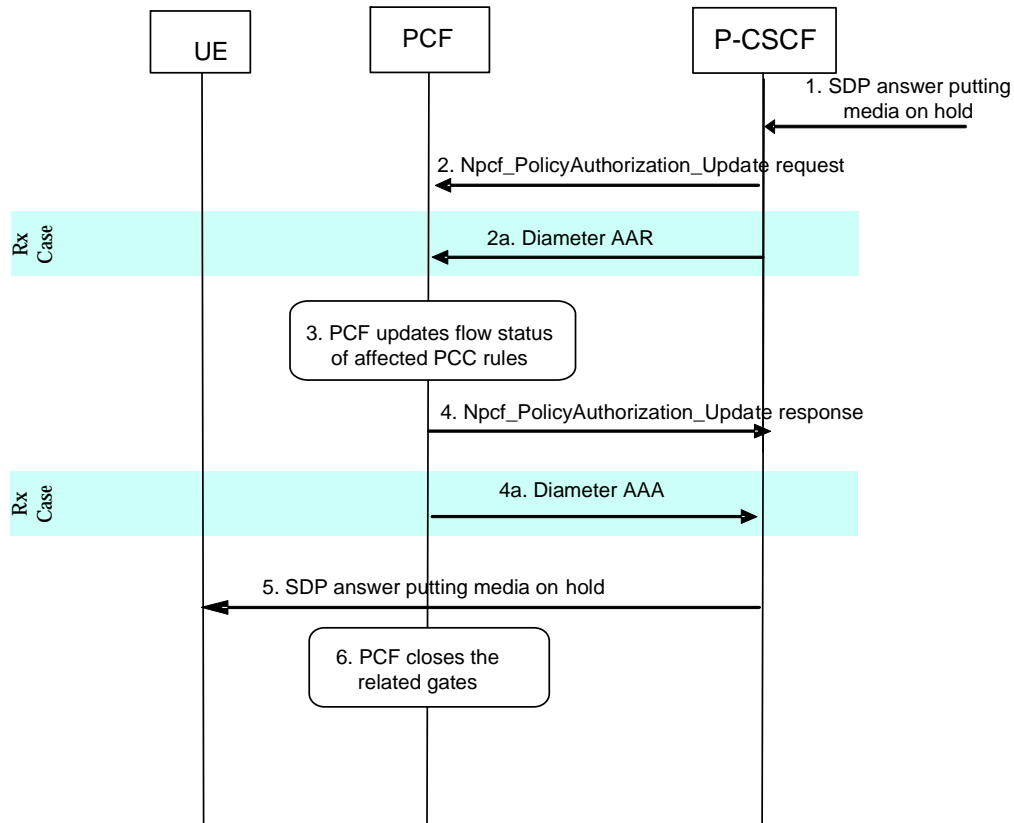 UE
PCF
P-CSCF
1. SDP answer putting
media on hold
2. Npcf_PolicyAuthorization_Update request
Rx
Case
2a. Diameter AAR
3. PCF updates flow status
of affected PCC rules
4. Npcf_PolicyAuthorization_Update response
Rx
Case
4a. Diameter AAA
5. SDP answer putting media on hold
6. PCF closes the
related gates